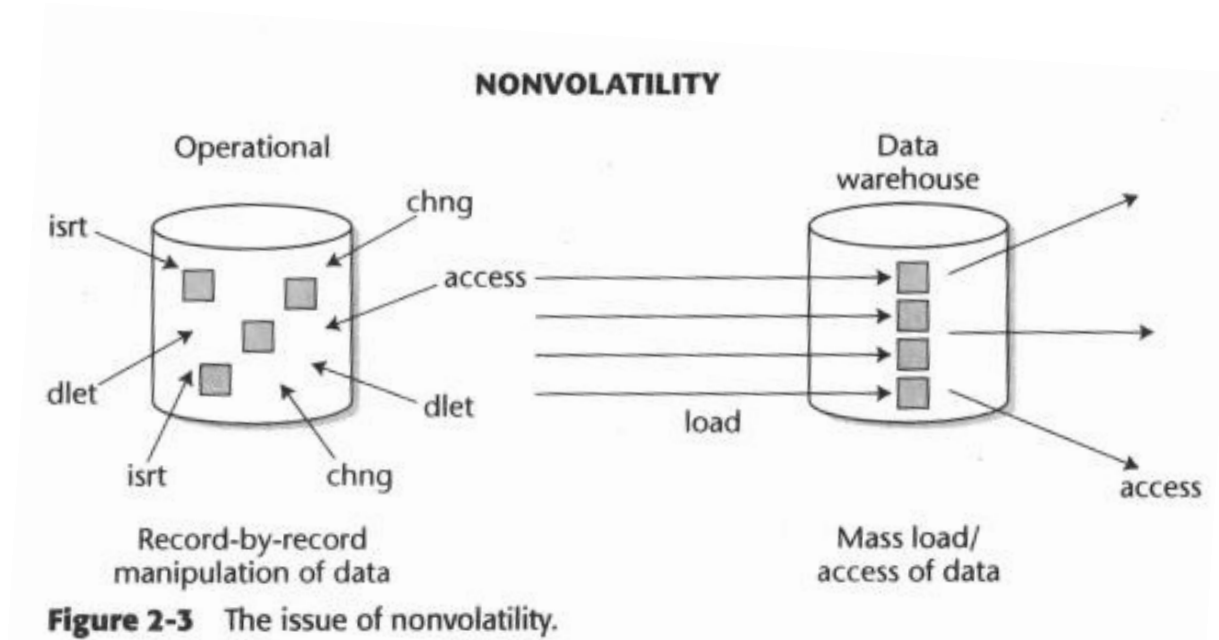 NONVOLATILITY
Operational
isrt
chng
access
dlet
dlet
isrt
chng
Record-by-record
manipulation of data
load
Data
warehouse
access
Mass load/
access of data
Figure 2-3 The issue of nonvolatility.